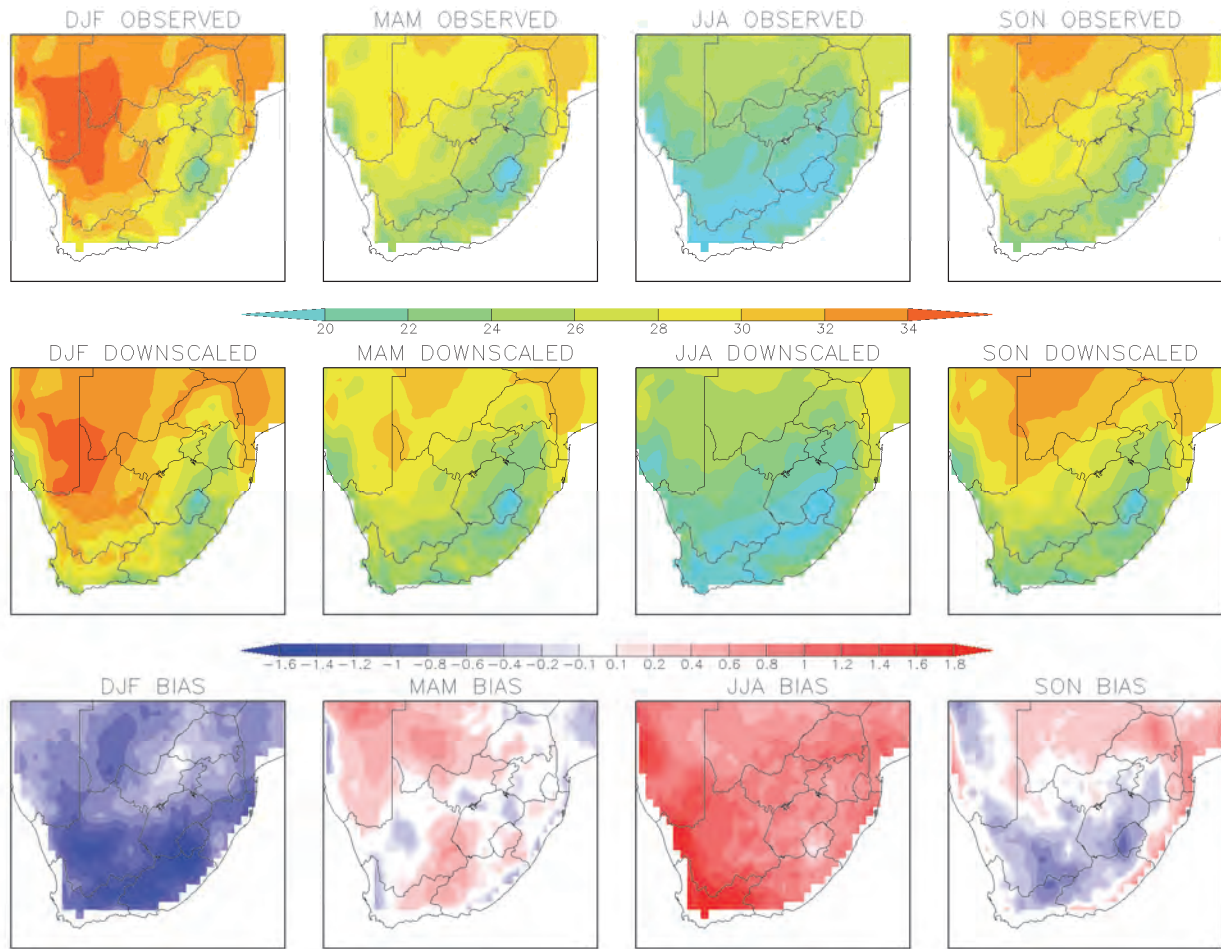 DJF OBSERVED MAM OBSERVED JJA OBSERVED SON OBSERVED
20 22 24 26 28 30 32 34
DJF DOWNSCALED MAM DOWNSCALED JJA DOWNSCALED SON DOWNSCALED
-1.6 -1.4 -1.2 -1 -0.8 -0.6 -0.4 -0.2 -0.1 0.1 0.2 0.4 0.6 0.8 1 1.2 1.4 1.6 1.8
DJF BIAS MAM BIAS JJA BIAS SON BIAS